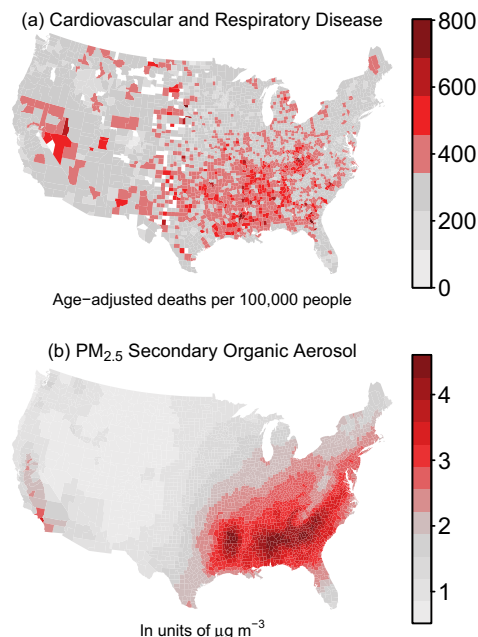 (a) Cardiovascular and Respiratory Disease
800
600
400
200
0
Age−adjusted deaths per 100,000 people
(b) PM2.5 Secondary Organic Aerosol
4
3
2
1
In units of μg m−3